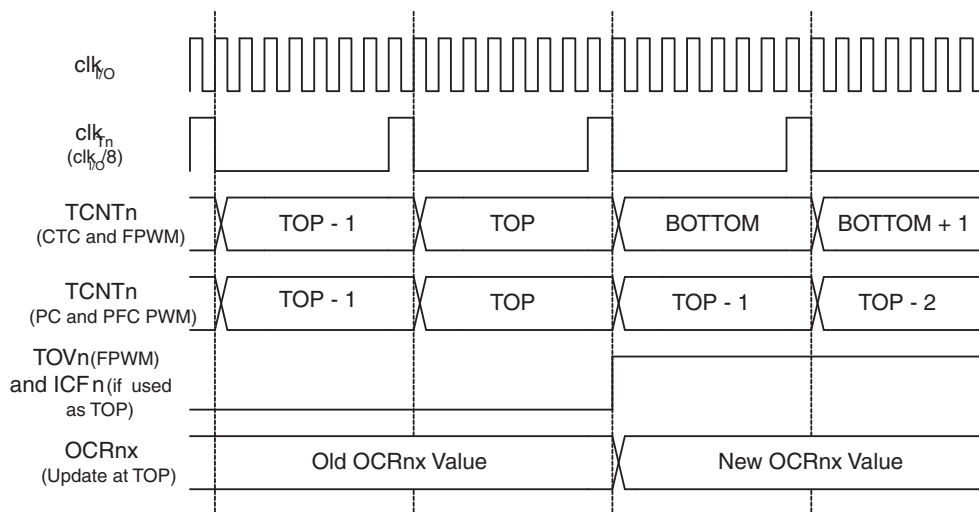 clkI/O
clkTn
(clkI/O/8)
TCNTn
(CTC and FPWM)
TOP - 1
TOP
BOTTOM
BOTTOM + 1
TCNTn
(PC and PFC PWM)
TOP - 1
TOP
TOP - 1
TOP - 2
TOVn(FPWM)
and ICFn(if used
as TOP)
OCRnx
(Update at TOP)
Old OCRnx Value
New OCRnx Value